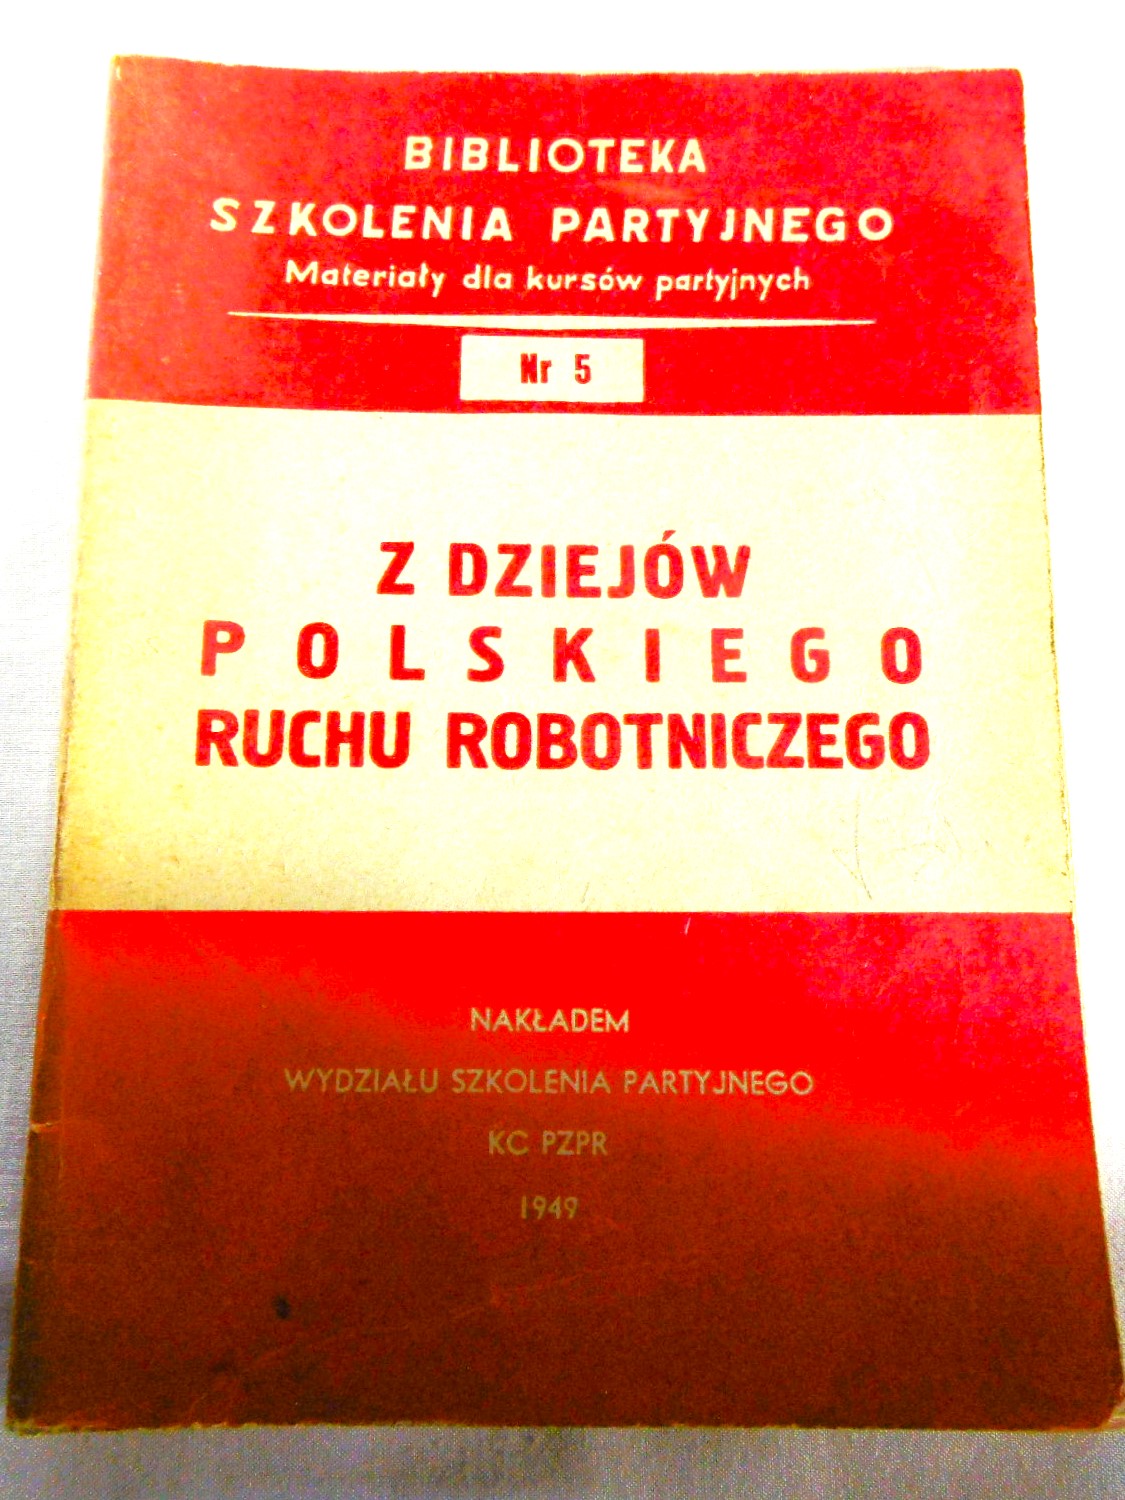 BIBLIOTEKA
SZKOLENIA PARTYJNEGO
Materiały dla kursów partyjnych
Nr 5
Z DZIEJÓW
POLSKIEGO
RUCHU ROBOTNICZEGO
NAKŁADEM
WYDZIAŁU SZKOLENIA PARTYJNEGO
KC PZPR
1949